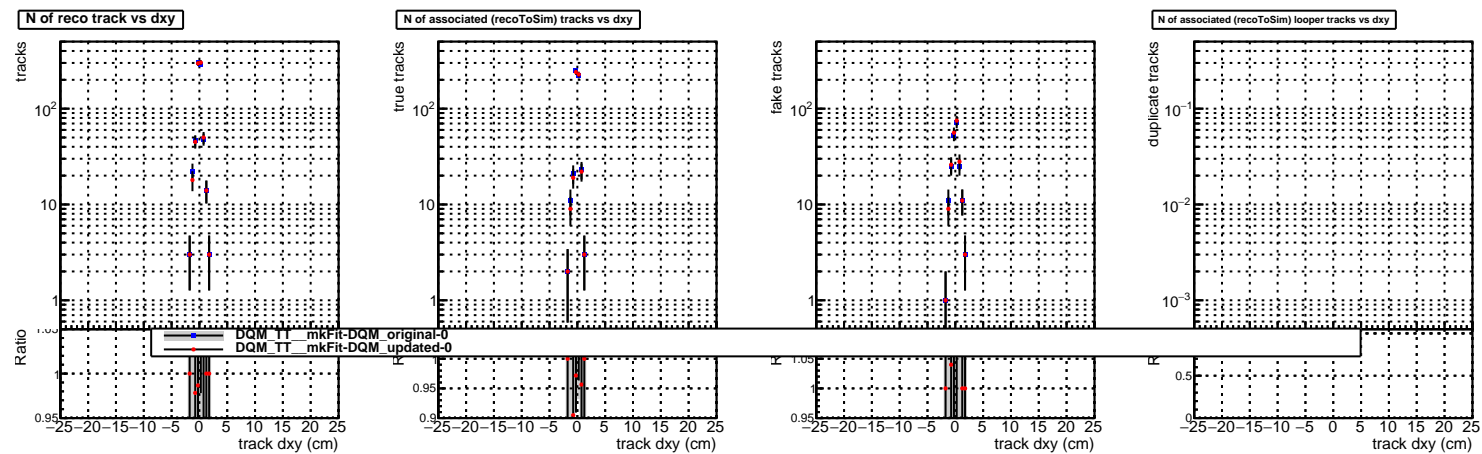 N of reco track vs dxy
tracks
10²
10
1
1.05
Ratio
1
0.95
−25 −20 −15 −10 −5 0 5 10 15 20 25
track dxy (cm)
N of associated (recoToSim) tracks vs dxy
true tracks
10²
10
1
0.95
0.9
−25 −20 −15 −10 −5 0 5 10 15 20 25
track dxy (cm)
fake tracks
10²
10
1
1.05
1
0.95
−25 −20 −15 −10 −5 0 5 10 15 20 25
track dxy (cm)
N of associated (recoToSim) looper tracks vs dxy
duplicate tracks
10⁻¹
10⁻²
10⁻³
0.5
0
−25 −20 −15 −10 −5 0 5 10 15 20 25
track dxy (cm)
DQM_TT__mkFit-DQM_original-0
DQM_TT__mkFit-DQM_updated-0